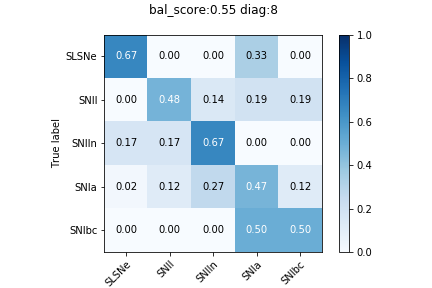 bal_score:0.55 diag:8
SLSNe 0.67 0.00 0.00 0.33 0.00
SNII 0.00 0.48 0.14 0.19 0.19
SNIIn 0.17 0.17 0.67 0.00 0.00
SNIa 0.02 0.12 0.27 0.47 0.12
SNIbc 0.00 0.00 0.00 0.50 0.50
SLSNe SNII SNIIn SNIa SNIbc
True label
1.0
0.8
0.6
0.4
0.2
0.0